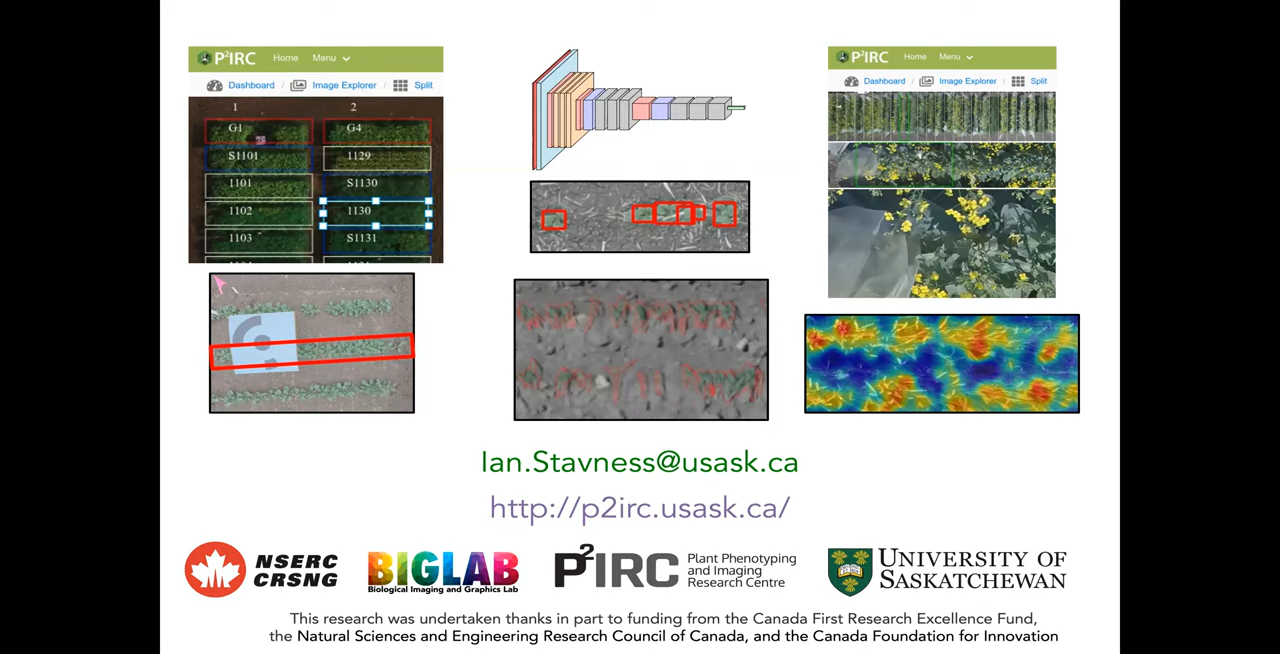 P²IRC Home Menu
Dashboard / Image Explorer / Split
1 2
G1 G4
S1101 1129
1101 S1130
1102 1130
1103 S1131
P²IRC Home Menu
Dashboard / Image Explorer / Split
Ian.Stavness@usask.ca
http://p2irc.usask.ca/
NSERC
CRSNG
BIGLAB
Biological Imaging and Graphics Lab
P²IRC
Plant Phenotyping
and Imaging
Research Centre
UNIVERSITY OF
SASKATCHEWAN
This research was undertaken thanks in part to funding from the Canada First Research Excellence Fund,
the Natural Sciences and Engineering Research Council of Canada, and the Canada Foundation for Innovation